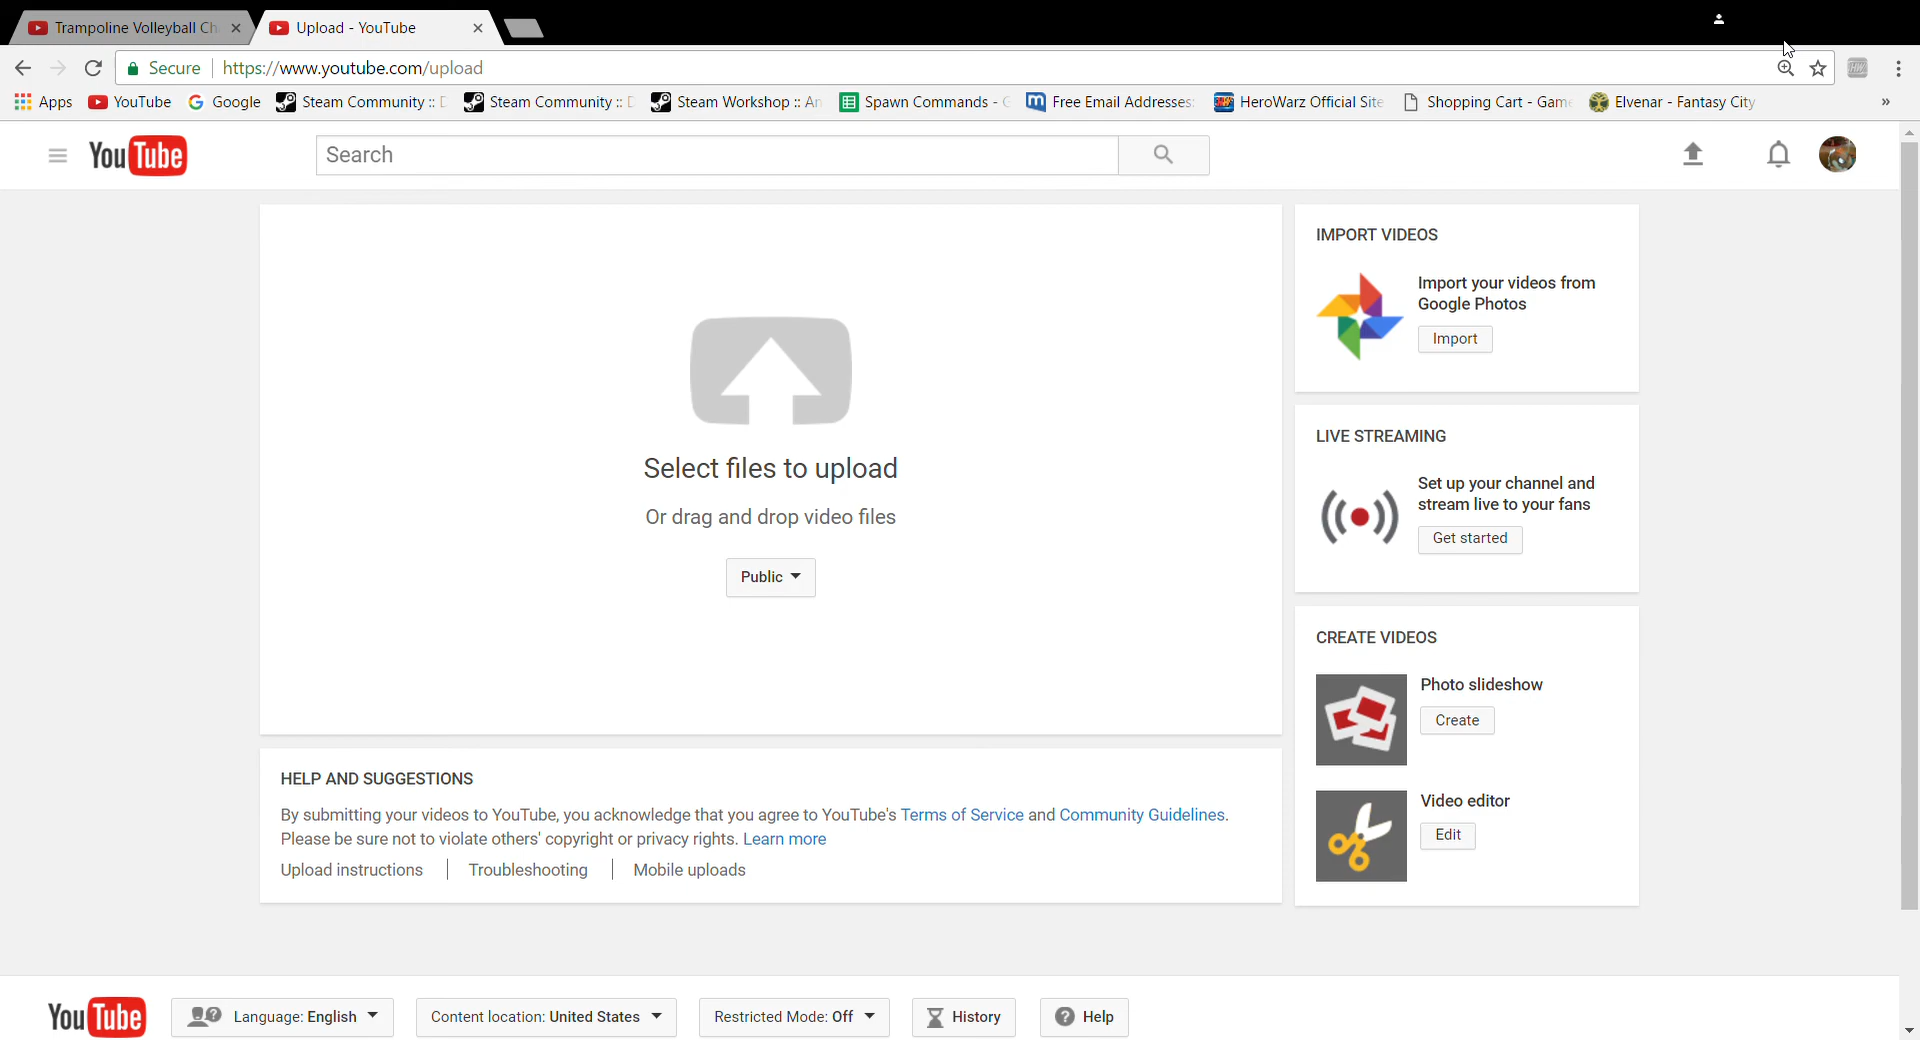 Trampoline Volleyball Ch
Upload - YouTube
Secure
https://www.youtube.com/upload
Apps
YouTube
Google
Steam Community :: D
Steam Community :: D
Steam Workshop :: An
Spawn Commands - G
Free Email Addresses:
HeroWarz Official Site
Shopping Cart - Game
Elvenar - Fantasy City
»
YouTube
Search
IMPORT VIDEOS
Import your videos from
Google Photos
Import
Select files to upload
Or drag and drop video files
Public
LIVE STREAMING
Set up your channel and
stream live to your fans
Get started
CREATE VIDEOS
Photo slideshow
Create
Video editor
Edit
HELP AND SUGGESTIONS
By submitting your videos to YouTube, you acknowledge that you agree to YouTube's Terms of Service and Community Guidelines.
Please be sure not to violate others' copyright or privacy rights. Learn more
Upload instructions
Troubleshooting
Mobile uploads
YouTube
Language: English
Content location: United States
Restricted Mode: Off
History
Help